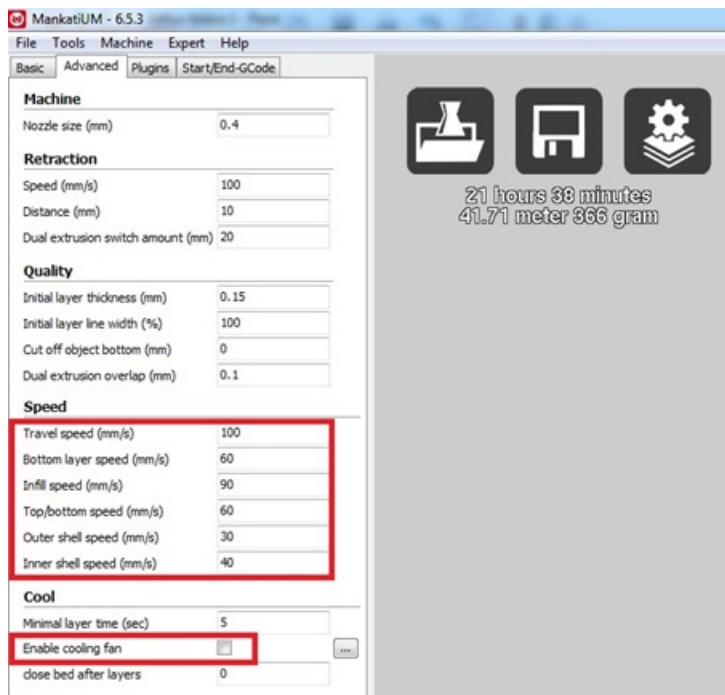 MankatiUM - 6.5.3
File Tools Machine Expert Help
Basic Advanced Plugins Start/End-GCode
Machine
Nozzle size (mm) 0.4
Retraction
Speed (mm/s) 100
Distance (mm) 10
Dual extrusion switch amount (mm) 20
Quality
Initial layer thickness (mm) 0.15
Initial layer line width (%) 100
Cut off object bottom (mm) 0
Dual extrusion overlap (mm) 0.1
Speed
Travel speed (mm/s) 100
Bottom layer speed (mm/s) 60
Infill speed (mm/s) 90
Top/bottom speed (mm/s) 60
Outer shell speed (mm/s) 30
Inner shell speed (mm/s) 40
Cool
Minimal layer time (sec) 5
Enable cooling fan ...
close bed after layers 0
21 hours 38 minutes
41.71 meter 366 gram